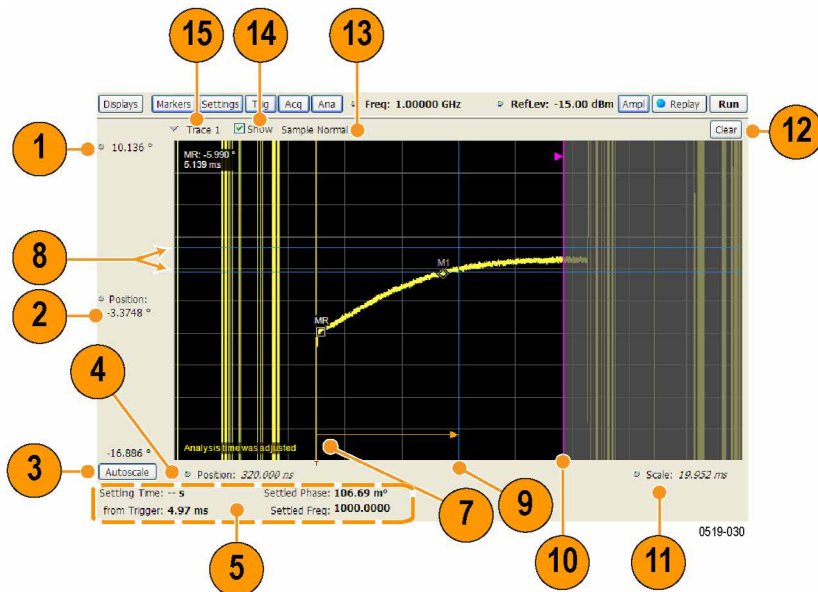 15 14 13
Displays Markers Settings Trig Acq Ana Freq: 1.00000 GHz RefLev: -15.00 dBm Ampl Replay Run
Trace 1 Show Sample Normal Clear
12
1
10.136 °
MR: -5.990 °
5.139 ms
8
M1
Position:
2
-3.3748 °
MR
4
Analysis time was adjusted
-16.886 °
3
Autoscale Position: 320.000 ns Scale: 19.952 ms
T
7 9 10 11
Settling Time: -- s Settled Phase: 106.69 m°
from Trigger: 4.97 ms Settled Freq: 1000.0000
5
0519-030